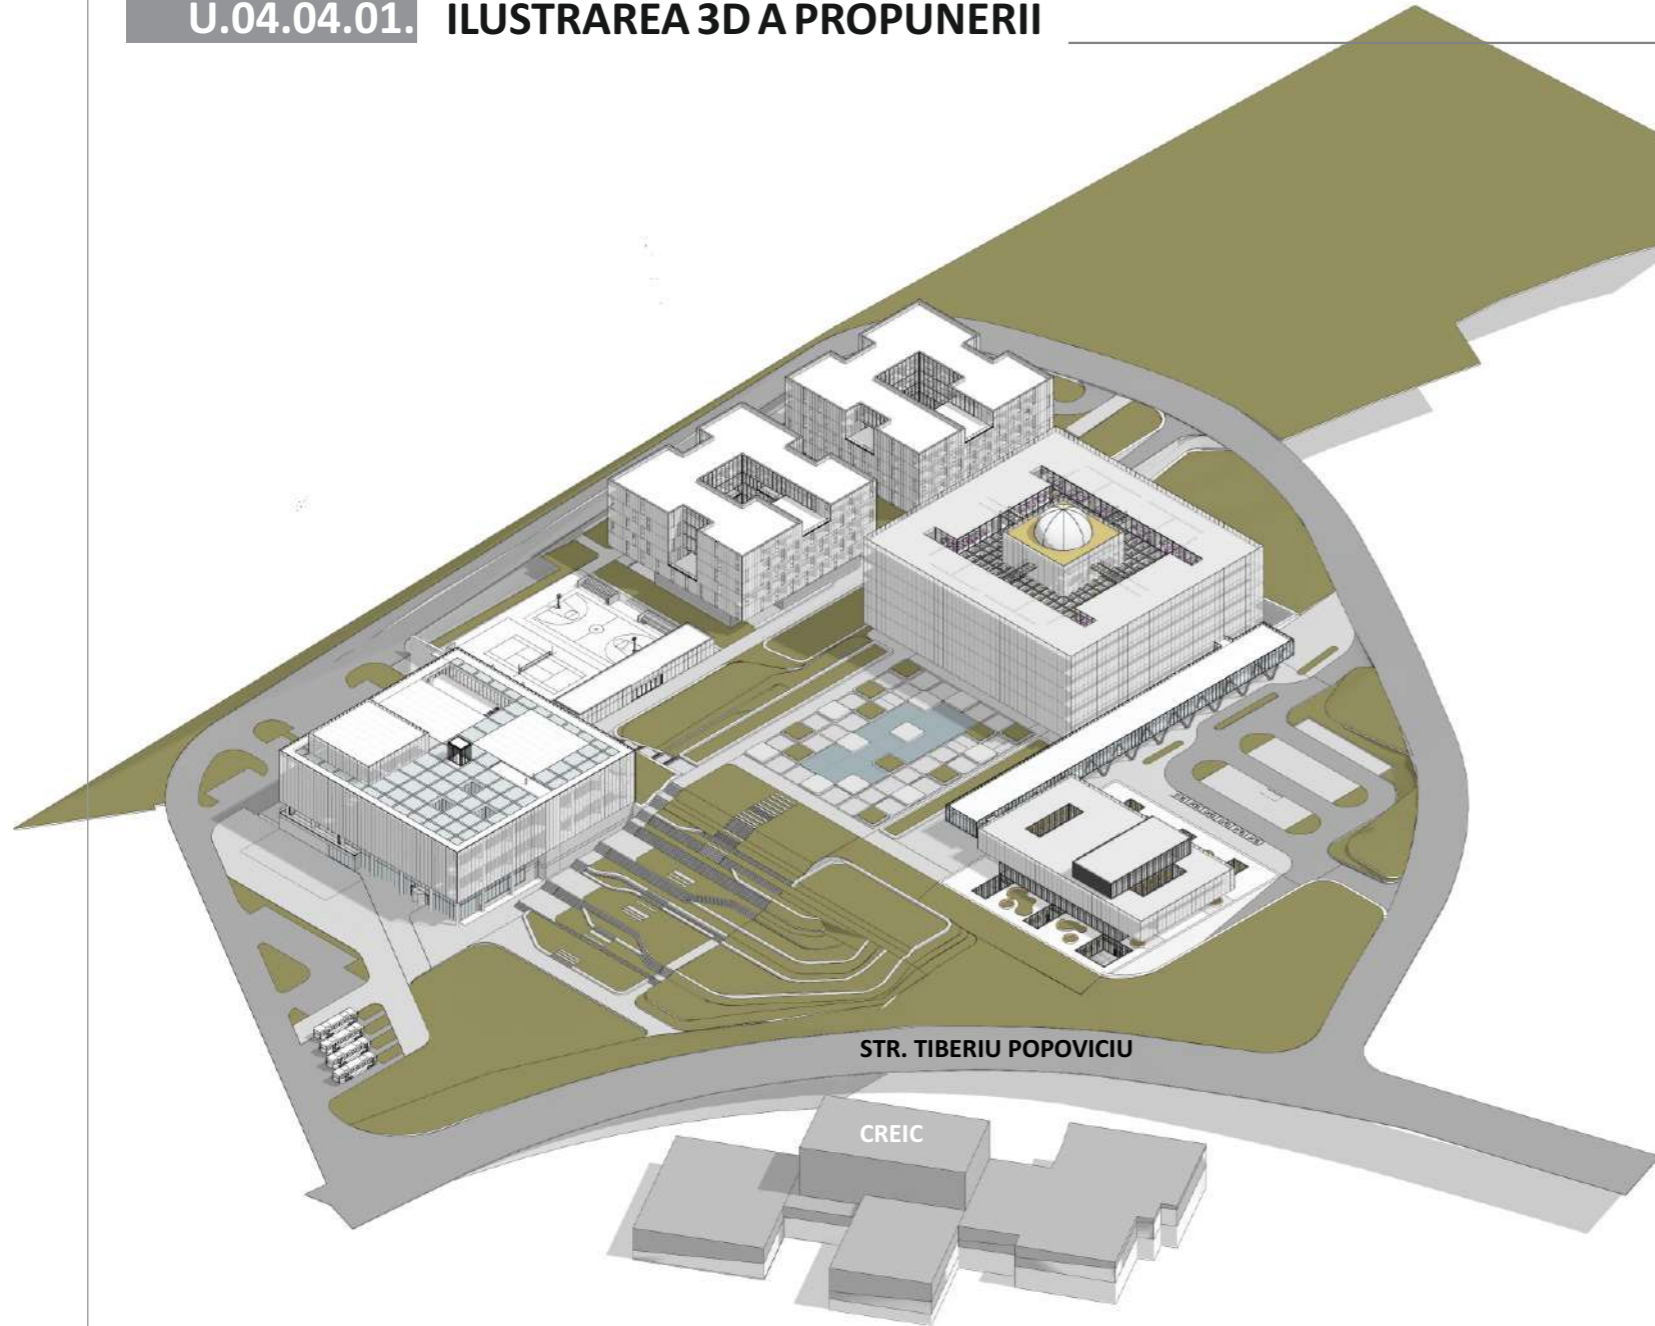 U.04.04.01. ILUSTRAREA 3D A PROPUNERII
STR. TIBERIU POPOVICIU
CREIC